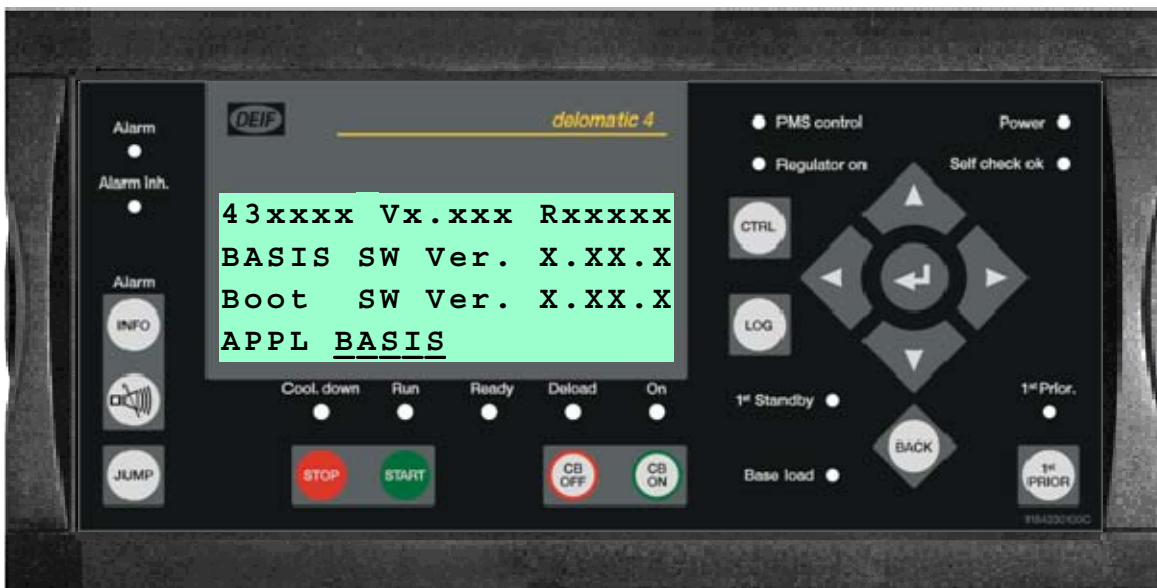 DEIF
delomatic 4
Alarm
Alarm Inh.
43xxxx Vx.xxx Rxxxxx
BASIS SW Ver. X.XX.X
Boot SW Ver. X.XX.X
APPL BASIS
PMS control
Power
Regulator on
Self check ok
CTRL
LOG
Alarm
INFO
JUMP
Cool. down
Run
Ready
Deload
On
STOP
START
CB OFF
CB ON
1st Standby
Base load
BACK
1st Prior.
1st PRIOR